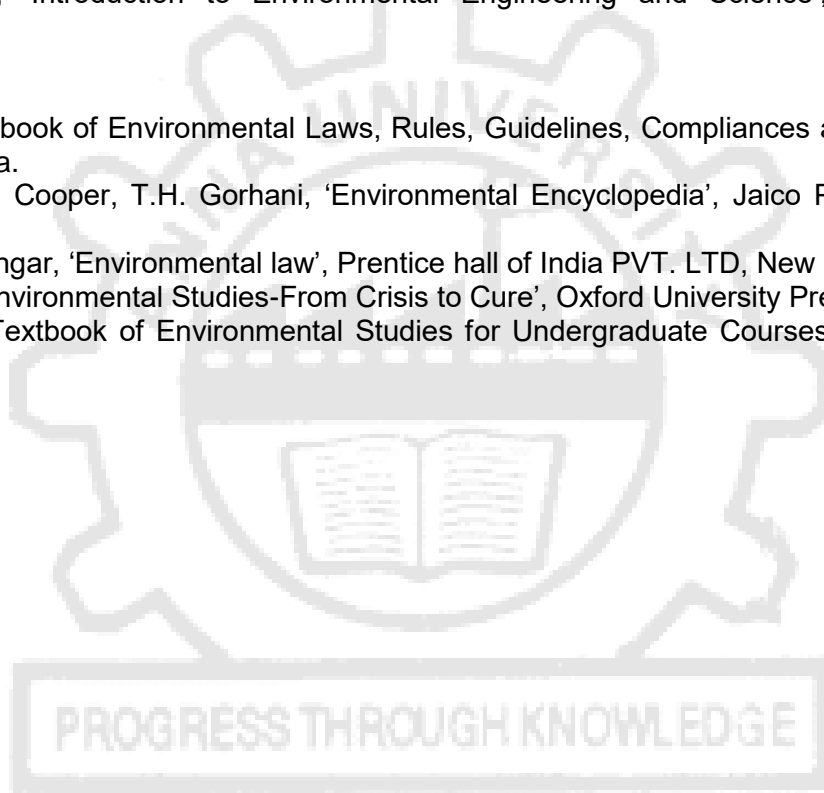 Introduction to Environmental Engineering and Science',
book of Environmental Laws, Rules, Guidelines, Compliances
a.
Cooper, T.H. Gorhani, ‘Environmental Encyclopedia’, Jaico
ngar, ‘Environmental law’, Prentice hall of India PVT. LTD, New
nvironmental Studies-From Crisis to Cure’, Oxford University Pre
Textbook of Environmental Studies for Undergraduate Courses
UNIVERSITY
PROGRESS THROUGH KNOWLEDGE